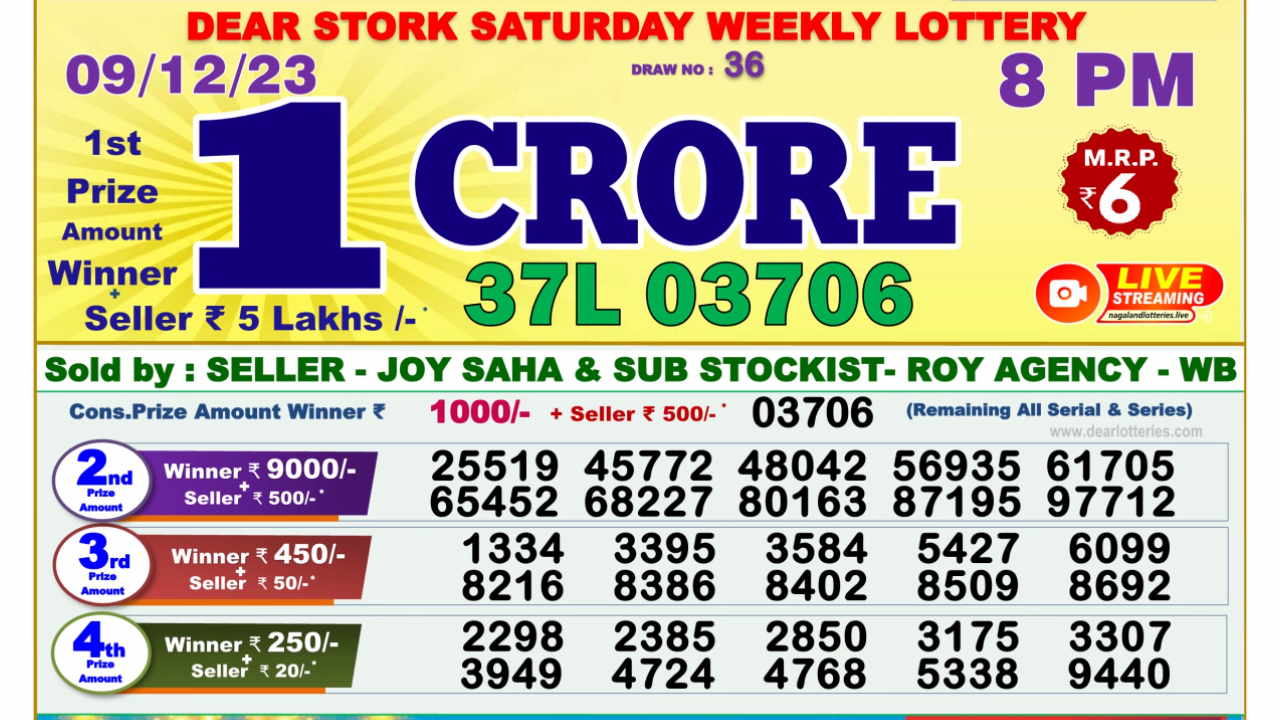 DEAR STORK SATURDAY WEEKLY LOTTERY
09/12/23
DRAW NO : 36
8 PM
1st
Prize
Amount
Winner
+
Seller ₹ 5 Lakhs /-*
1 CRORE
37L 03706
M.R.P.
₹6
LIVE
STREAMING
nagalandlotteries.live
Sold by : SELLER - JOY SAHA & SUB STOCKIST- ROY AGENCY - WB
Cons.Prize Amount Winner ₹ 1000/- + Seller ₹ 500/-* 03706 (Remaining All Serial & Series)
www.dearlotteries.com
2nd
Prize
Amount
Winner ₹ 9000/-
+
Seller ₹ 500/-*
25519 45772 48042 56935 61705
65452 68227 80163 87195 97712
3rd
Prize
Amount
Winner ₹ 450/-
+
Seller ₹ 50/-*
1334 3395 3584 5427 6099
8216 8386 8402 8509 8692
4th
Prize
Amount
Winner ₹ 250/-
+
Seller ₹ 20/-*
2298 2385 2850 3175 3307
3949 4724 4768 5338 9440